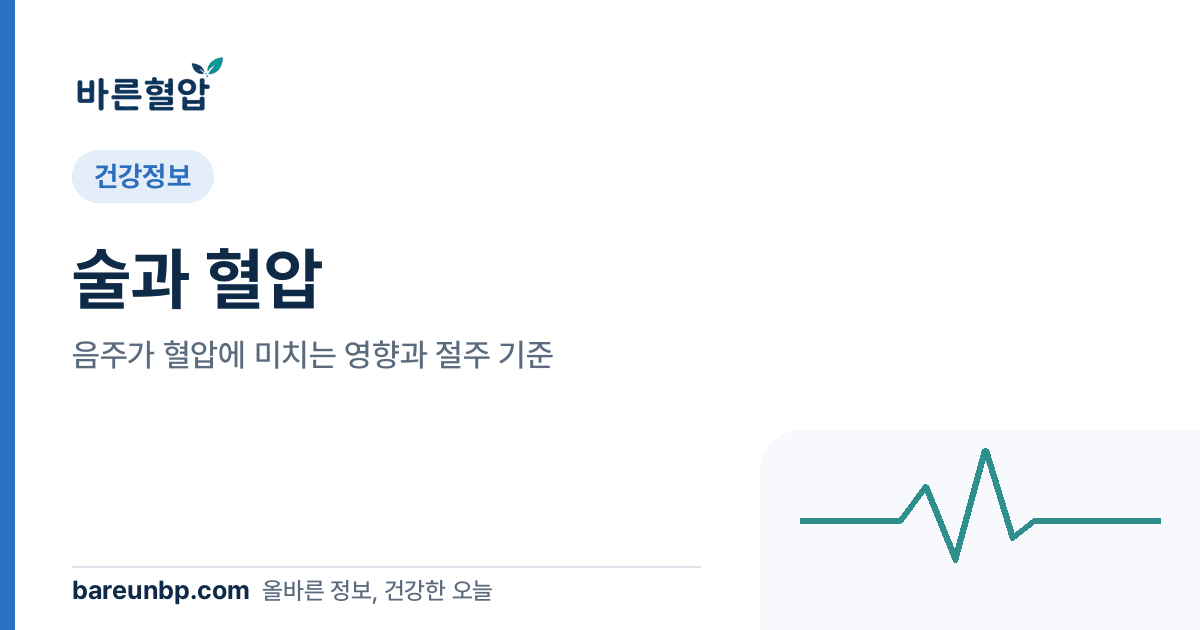 바른혈압
건강정보
술과 혈압
음주가 혈압에 미치는 영향과 절주 기준
bareunbp.com 올바른 정보, 건강한 오늘